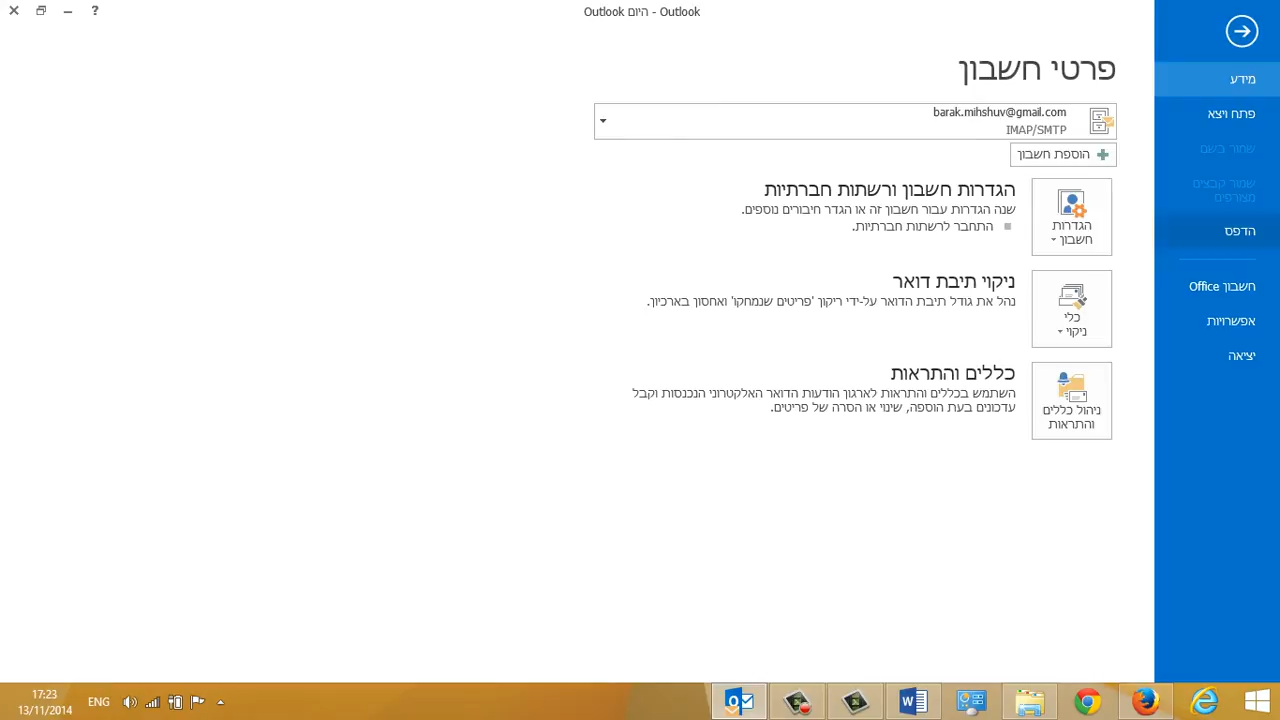 היום Outlook - Outlook
?
מידע
פתח ויצא
שמור בשם
שמור קבצים
מצורפים
הדפס
חשבון Office
אפשרויות
יציאה
פרטי חשבון
barak.mihshuv@gmail.com
IMAP/SMTP
הוספת חשבון
הגדרות
חשבון
הגדרות חשבון ורשתות חברתיות
שנה הגדרות עבור חשבון זה או הגדר חיבורים נוספים.
התחבר לרשתות חברתיות.
כלי
ניקוי
ניקוי תיבת דואר
נהל את גודל תיבת הדואר על-ידי ריקון 'פריטים שנמחקו' ואחסון בארכיון.
ניהול כללים
והתראות
כללים והתראות
השתמש בכללים והתראות לארגון הודעות הדואר האלקטרוני הנכנסות וקבל
עדכונים בעת הוספה, שינוי או הסרה של פריטים.
ENG
17:23
13/11/2014